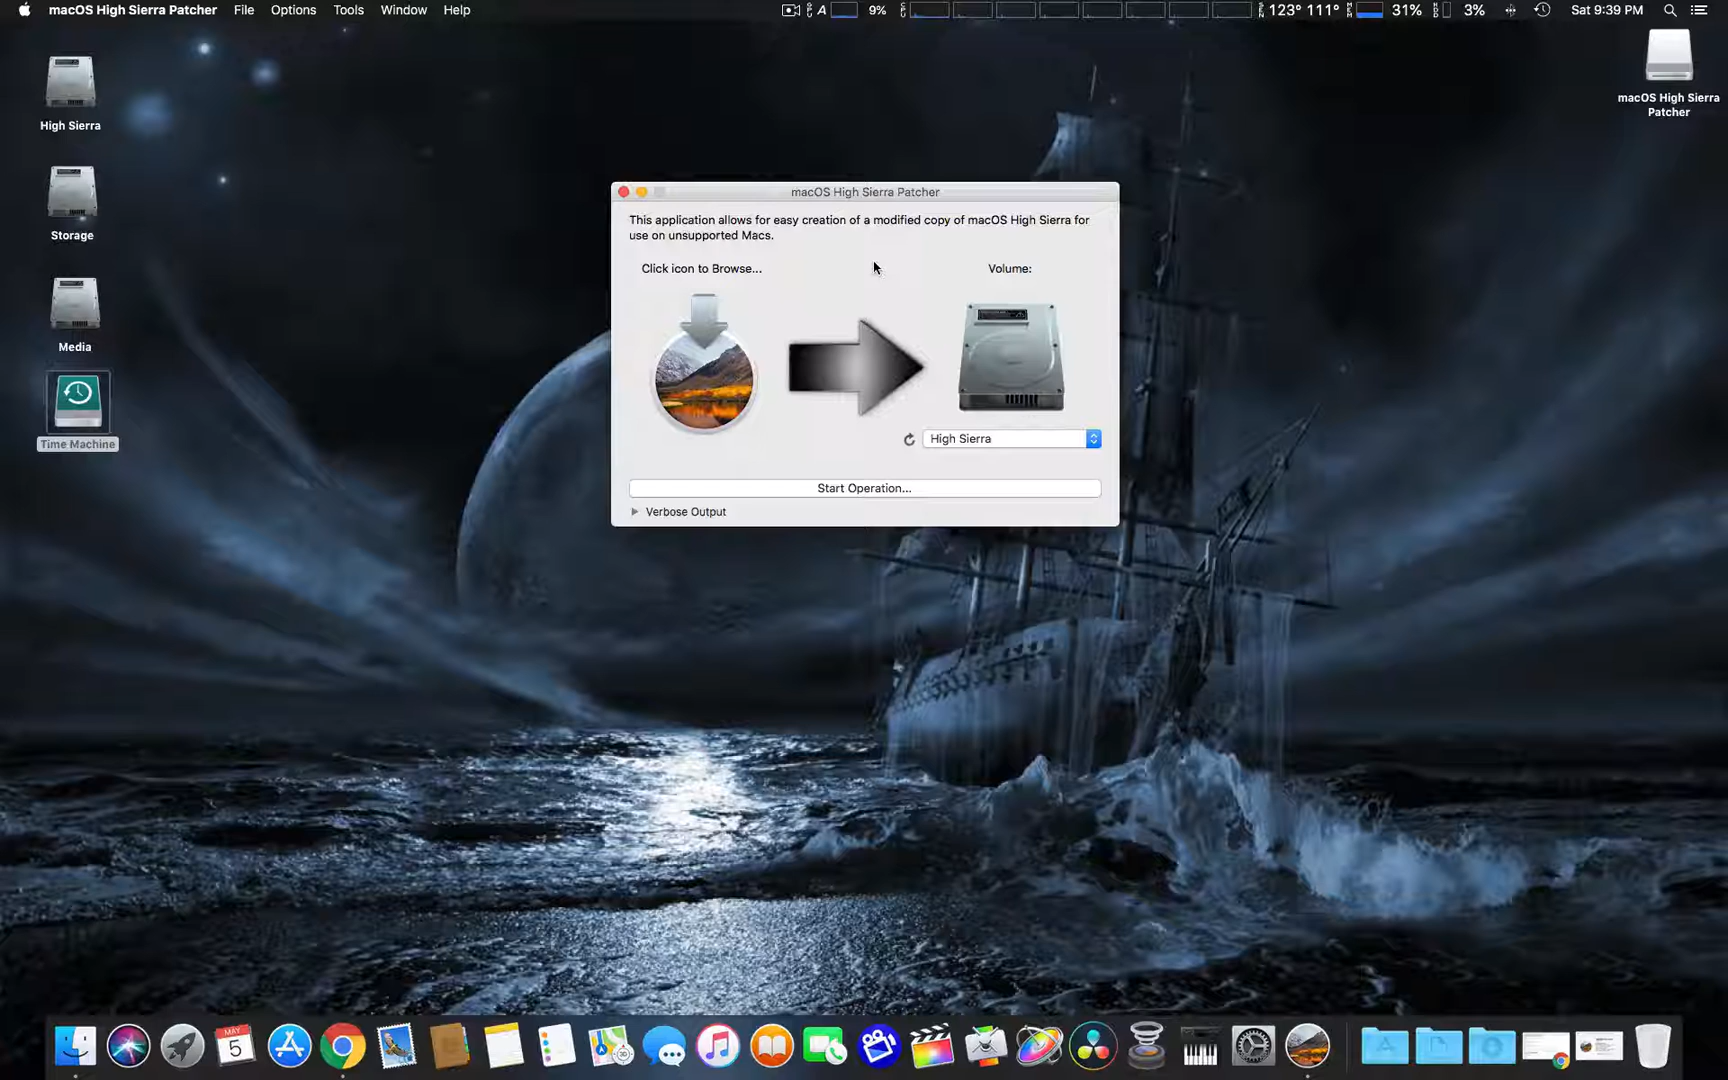 macOS High Sierra Patcher File Options Tools Window Help
A 9% 123° 111° 31% 3% Sat 9:39 PM
High Sierra
Storage
Media
Time Machine
macOS High Sierra
Patcher
macOS High Sierra Patcher
This application allows for easy creation of a modified copy of macOS High Sierra for
use on unsupported Macs.
Click icon to Browse... Volume:
High Sierra
Start Operation...
Verbose Output
MAY
5
3D